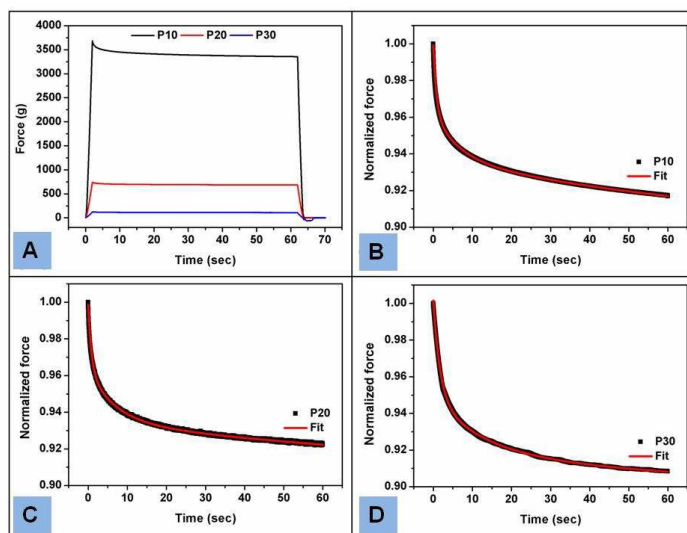 P10 P20 P30
4000
3500
3000
2500
2000
1500
1000
500
0
Force (g)
0 10 20 30 40 50 60 70 80
Time (sec)
A
1.00
0.98
0.96
0.94
0.92
0.90
Normalized force
P10
Fit
0 10 20 30 40 50 60
Time (sec)
B
1.00
0.98
0.96
0.94
0.92
0.90
Normalized force
P20
Fit
0 10 20 30 40 50 60
Time (sec)
C
1.00
0.98
0.96
0.94
0.92
0.90
Normalized force
P30
Fit
0 10 20 30 40 50 60
Time (sec)
D